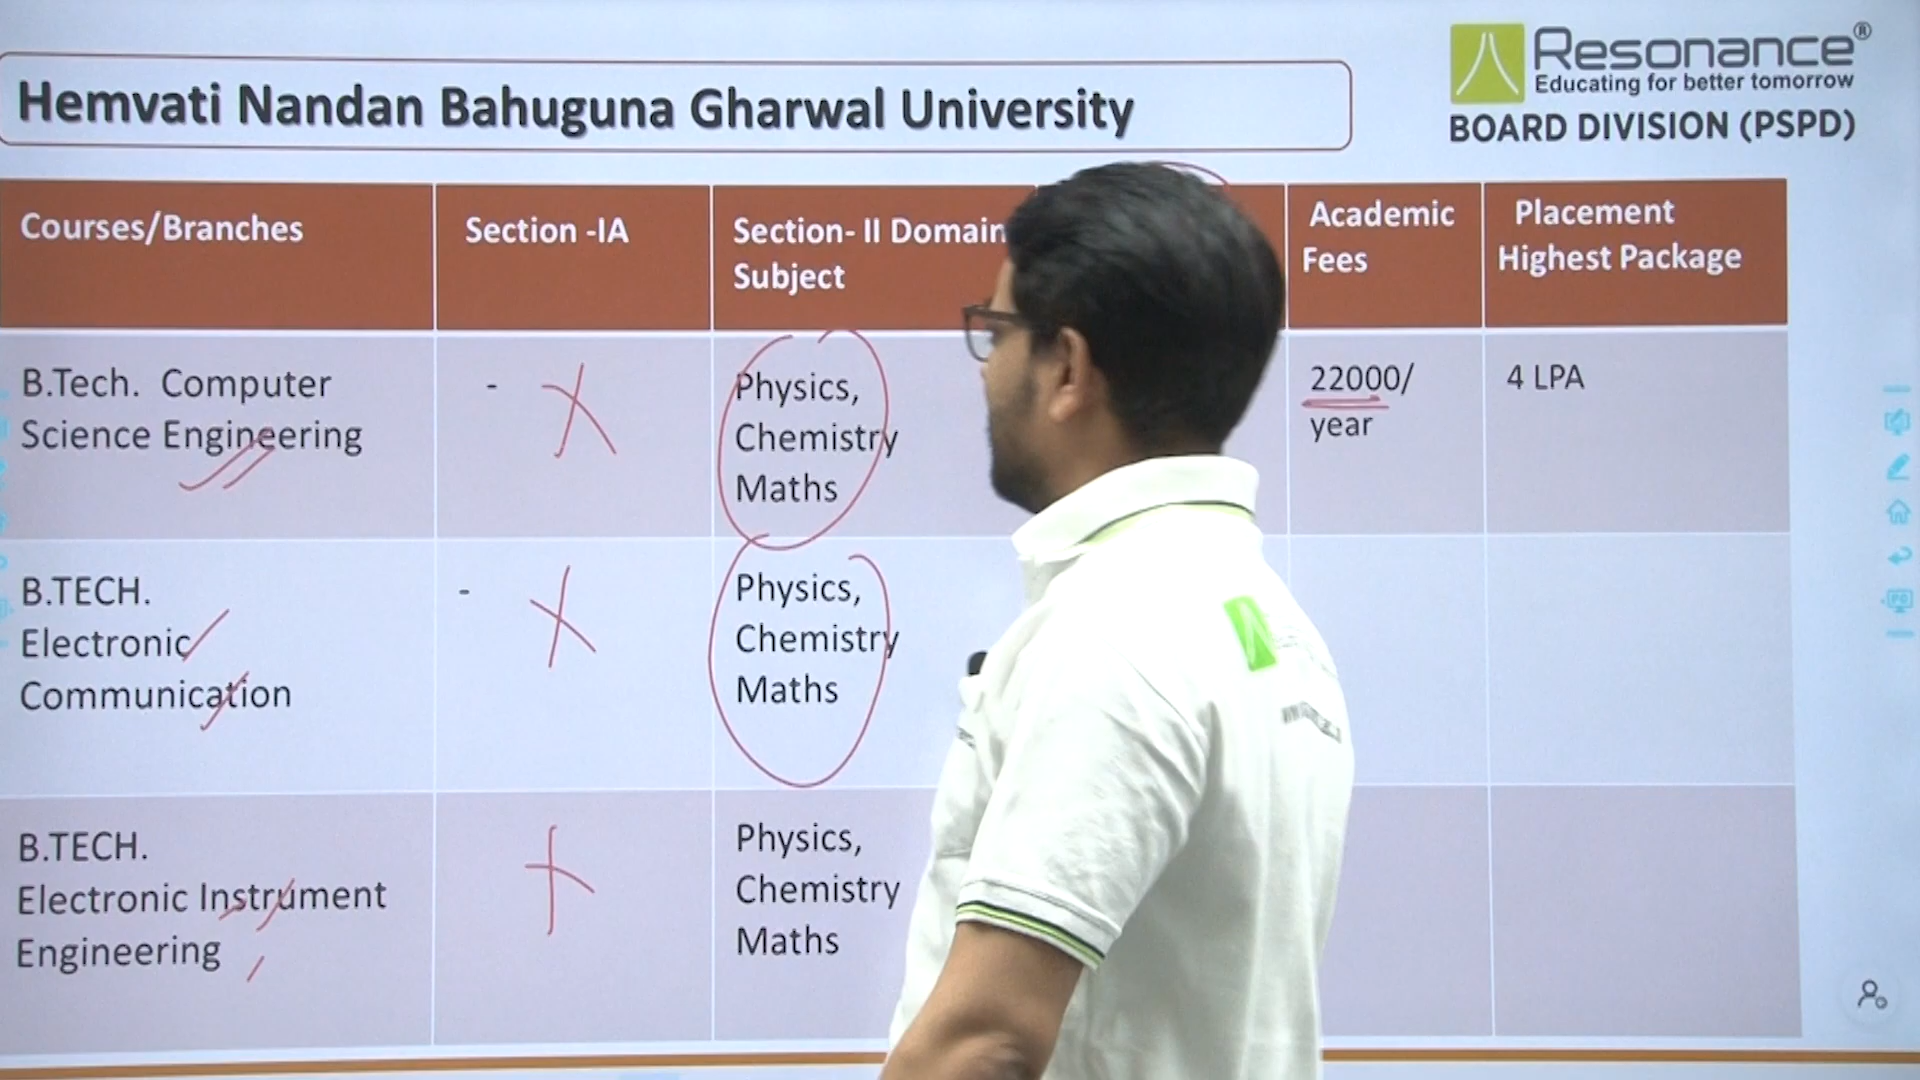 Hemvati Nandan Bahuguna Gharwal University
Resonance®
Educating for better tomorrow
BOARD DIVISION (PSPD)
Courses/Branches
Section -IA
Section- II Domain
Subject
Academic
Fees
Placement
Highest Package
B.Tech. Computer
Science Engineering
-
Physics,
Chemistry
Maths
22000/
year
4 LPA
B.TECH.
Electronic
Communication
-
Physics,
Chemistry
Maths
B.TECH.
Electronic Instrument
Engineering
Physics,
Chemistry
Maths